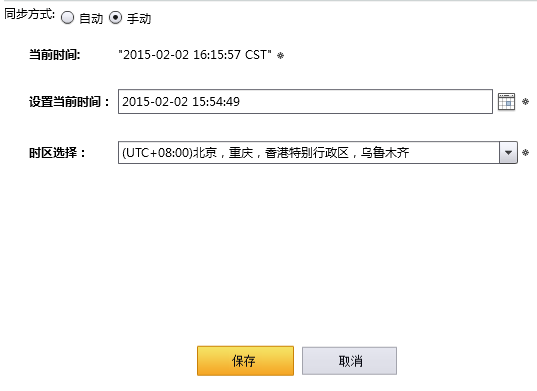 同步方式: 自动 手动
当前时间: "2015-02-02 16:15:57 CST" *
设置当前时间： 2015-02-02 15:54:49 *
时区选择： (UTC+08:00)北京，重庆，香港特别行政区，乌鲁木齐 *
保存 取消